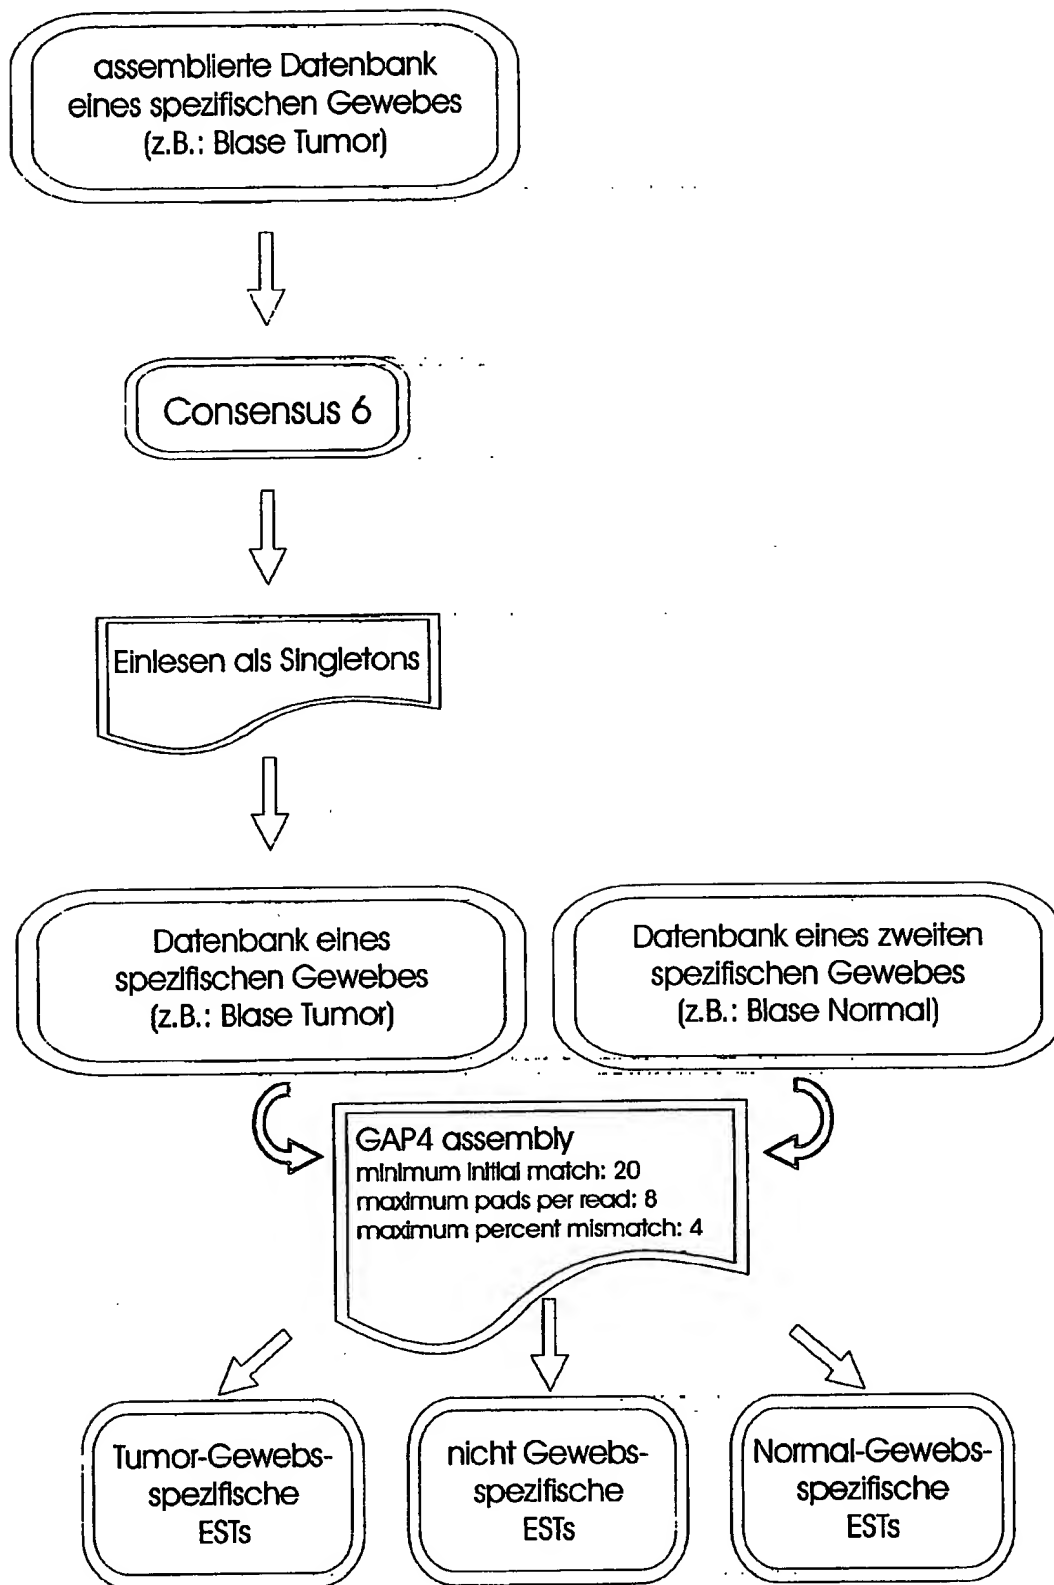 assemblierte Datenbank
eines spezifischen Gewebes
(z.B.: Blase Tumor)
Consensus 6
Einlesen als Singletons
Datenbank eines
spezifischen Gewebes
(z.B.: Blase Tumor)
Datenbank eines zweiten
spezifischen Gewebes
(z.B.: Blase Normal)
GAP4 assembly
minimum initial match: 20
maximum pads per read: 8
maximum percent mismatch: 4
Tumor-Gewebs-
spezifische
ESTs
nicht Gewebs-
spezifische
ESTs
Normal-Gewebs-
spezifische
ESTs